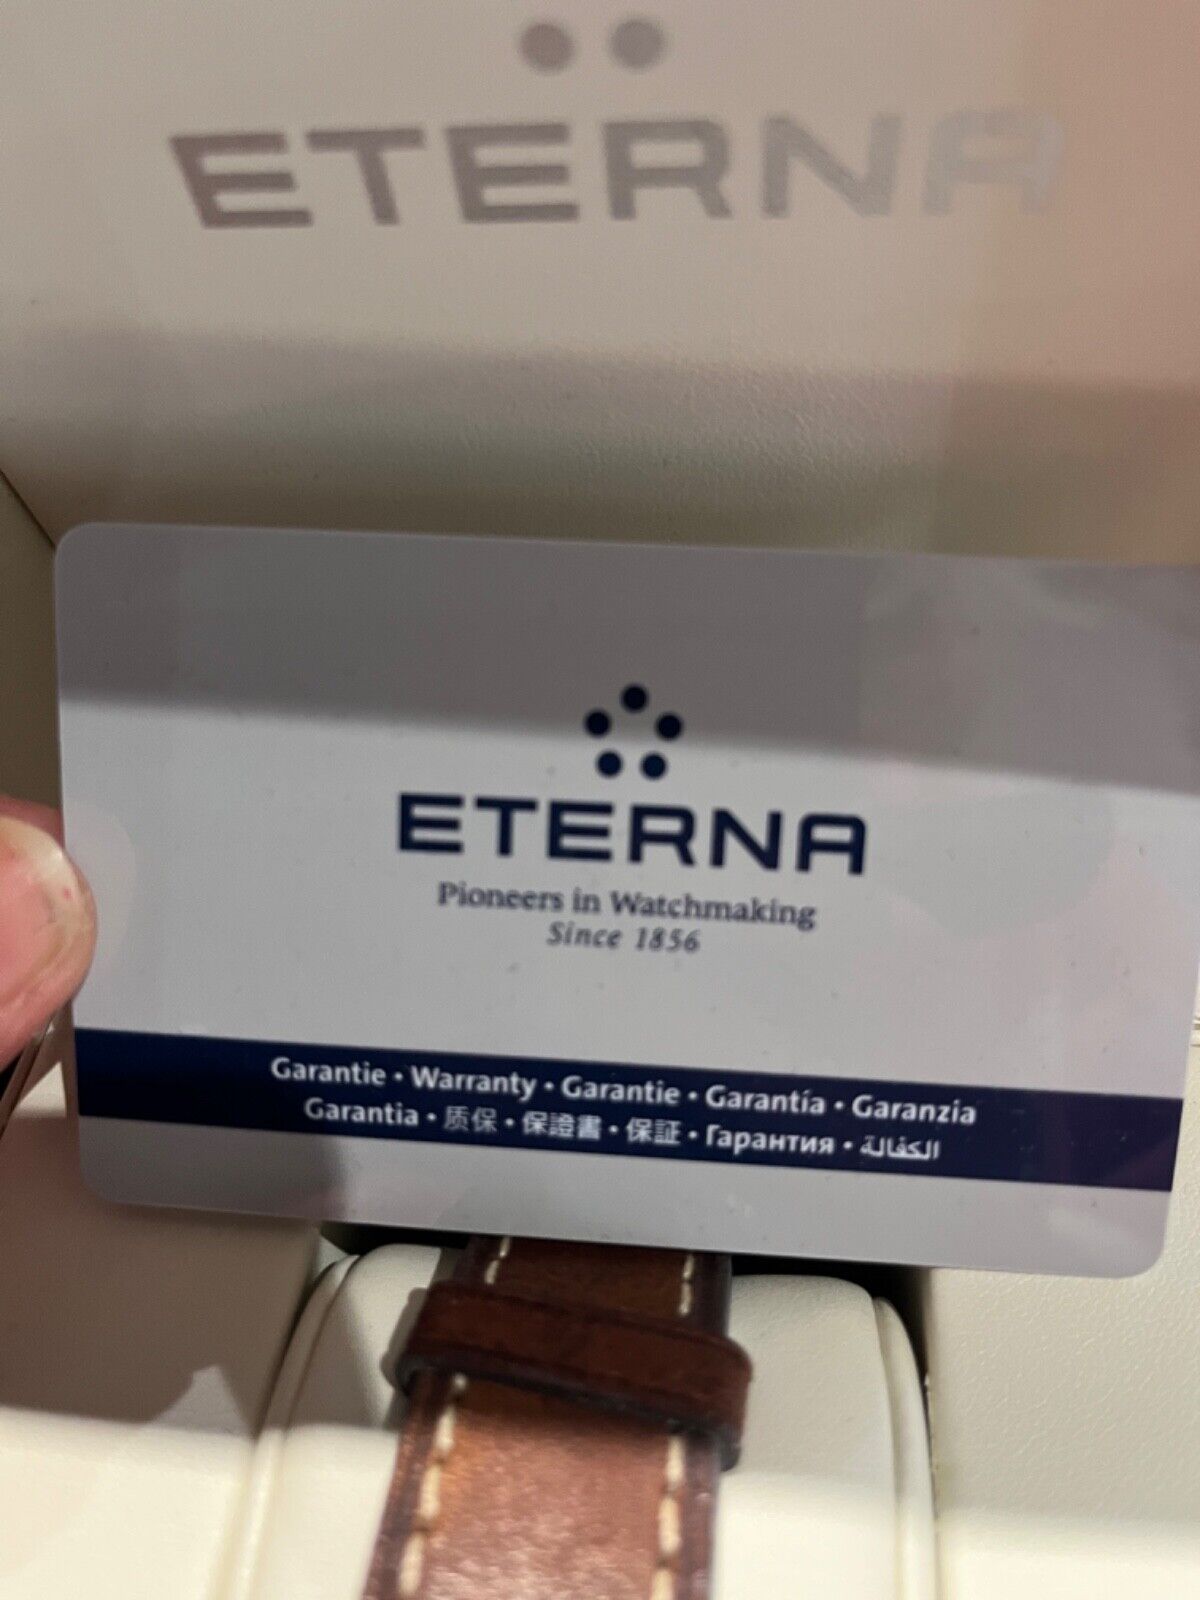 ETERNA
ETERNA
Pioneers in Watchmaking
Since 1856
Garantie • Warranty • Garantie • Garantía • Garanzia
Garantia • 质保 • 保證書 • 保証 • Гарантия • الكفالة